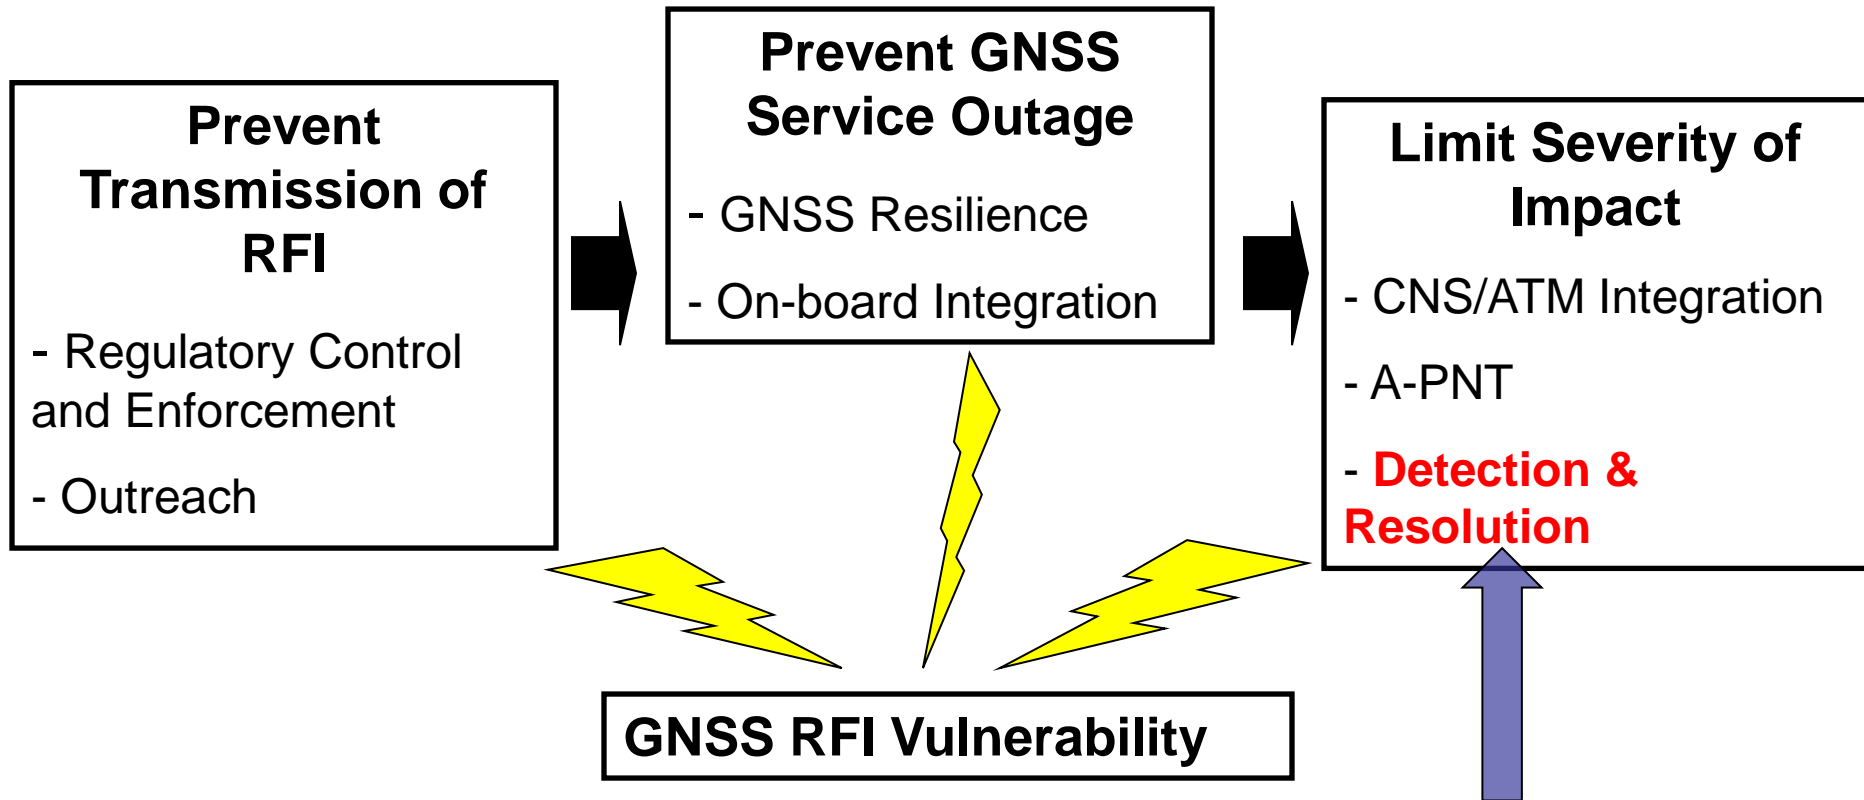 Prevent
Transmission of
RFI
- Regulatory Control
and Enforcement
- Outreach
Prevent GNSS
Service Outage
- GNSS Resilience
- On-board Integration
Limit Severity of
Impact
- CNS/ATM Integration
- A-PNT
- Detection &
Resolution
GNSS RFI Vulnerability